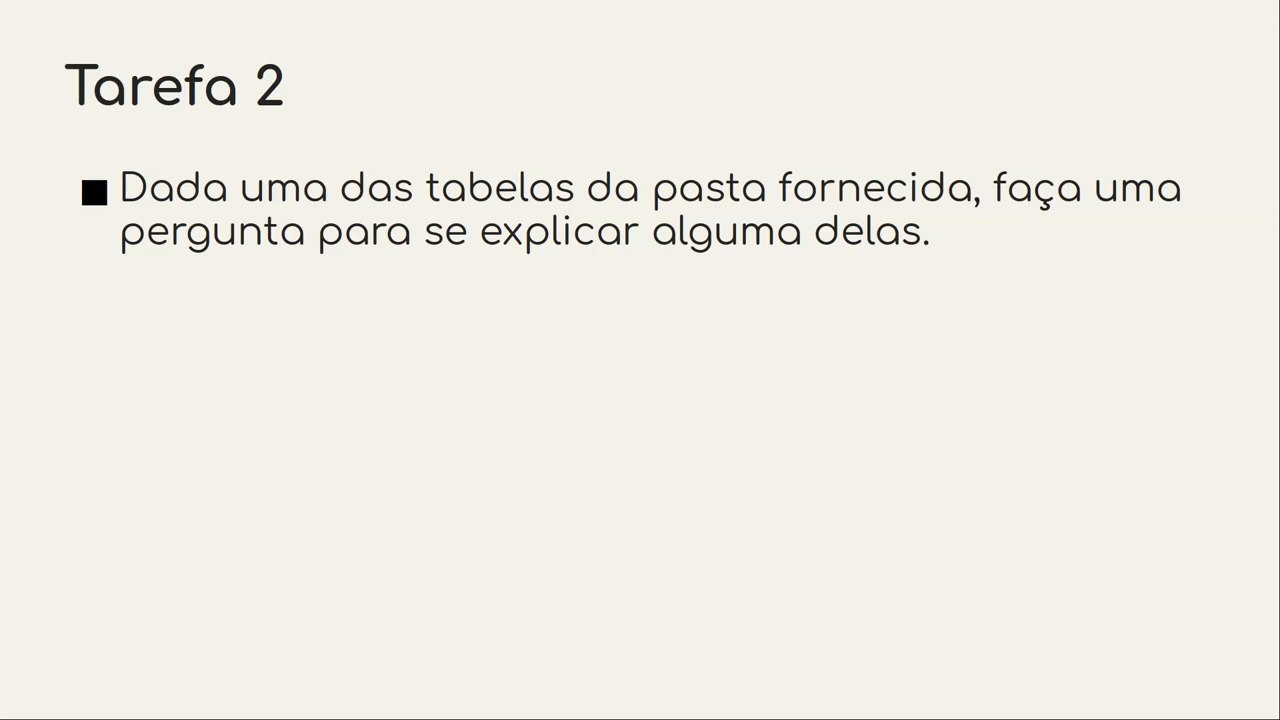 Tarefa 2
Dada uma das tabelas da pasta fornecida, faça uma
pergunta para se explicar alguma delas.